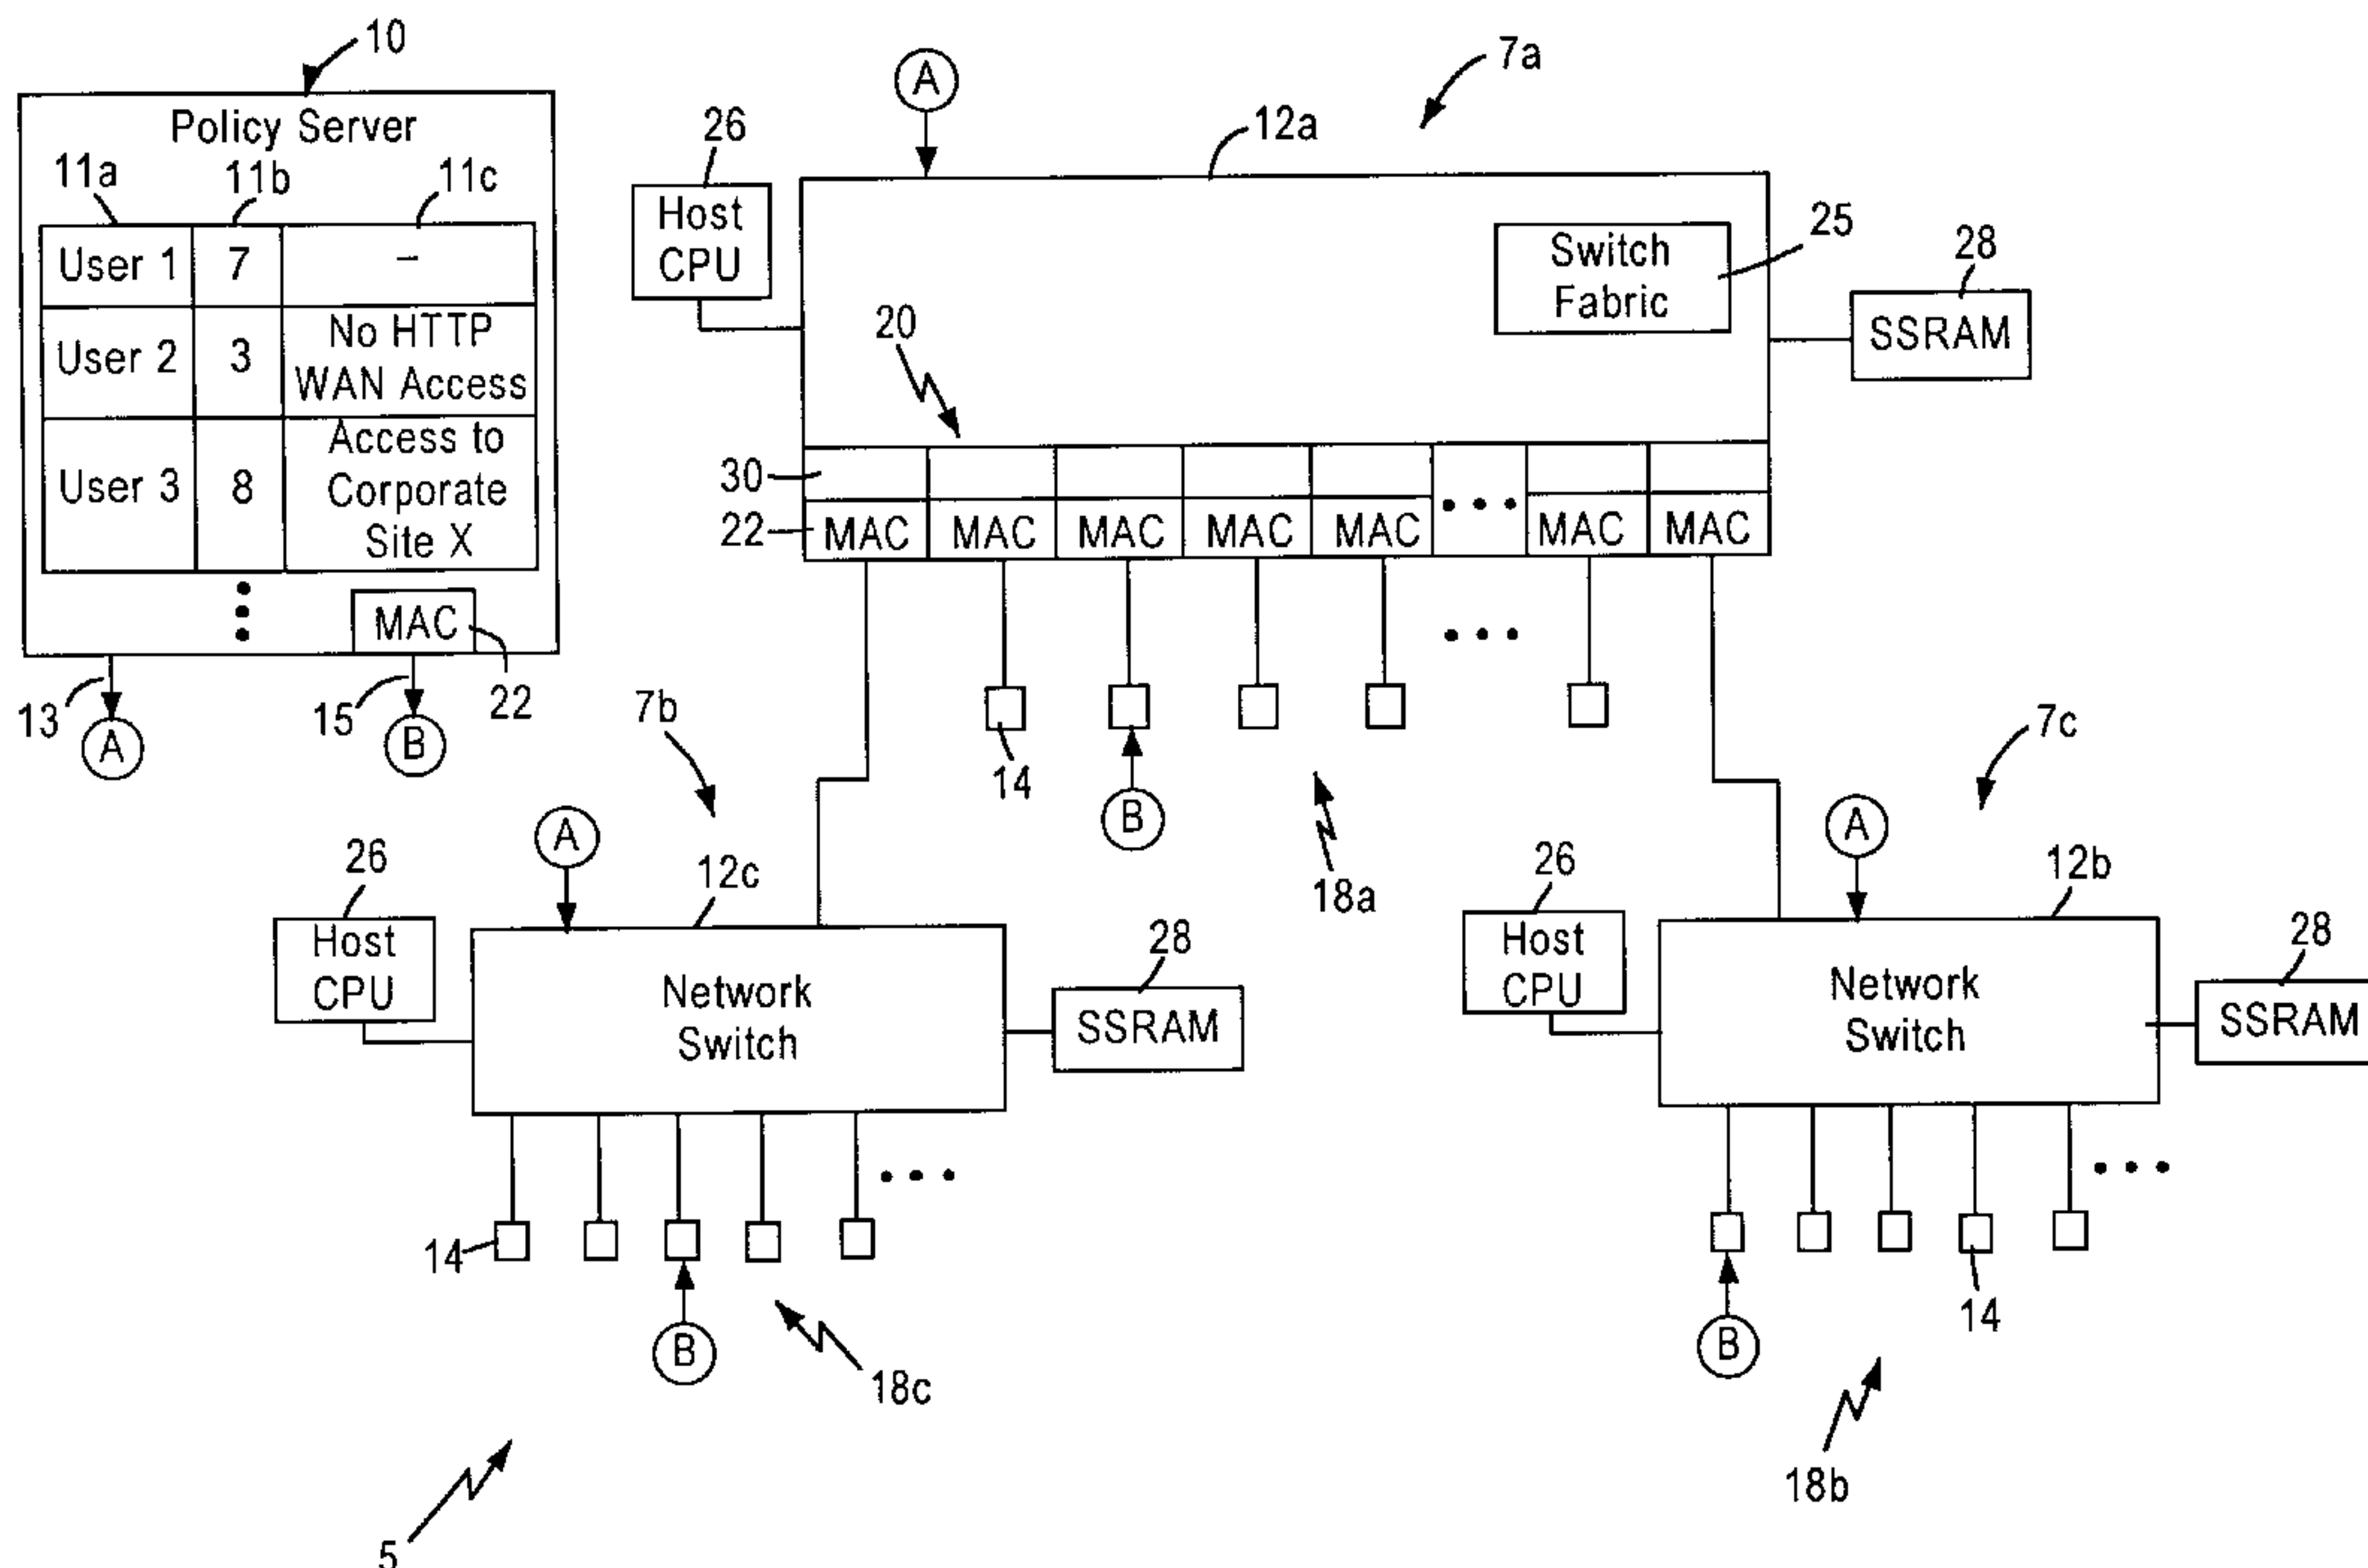 10
Policy Server
11a 11b 11c
User 1 7 –
User 2 3 No HTTP
WAN Access
User 3 8 Access to
Corporate
Site X
MAC
13 15 22
A B
7a
A
26 12a
Host
CPU
Switch
Fabric
25
28
SSRAM
20
30
22 MAC MAC MAC MAC MAC MAC MAC
14
B
18a
7b
A
26 12c
Host
CPU
Network
Switch
28
SSRAM
14
B
18c
7c
A
26 12b
Host
CPU
Network
Switch
28
SSRAM
14
B
18b
5